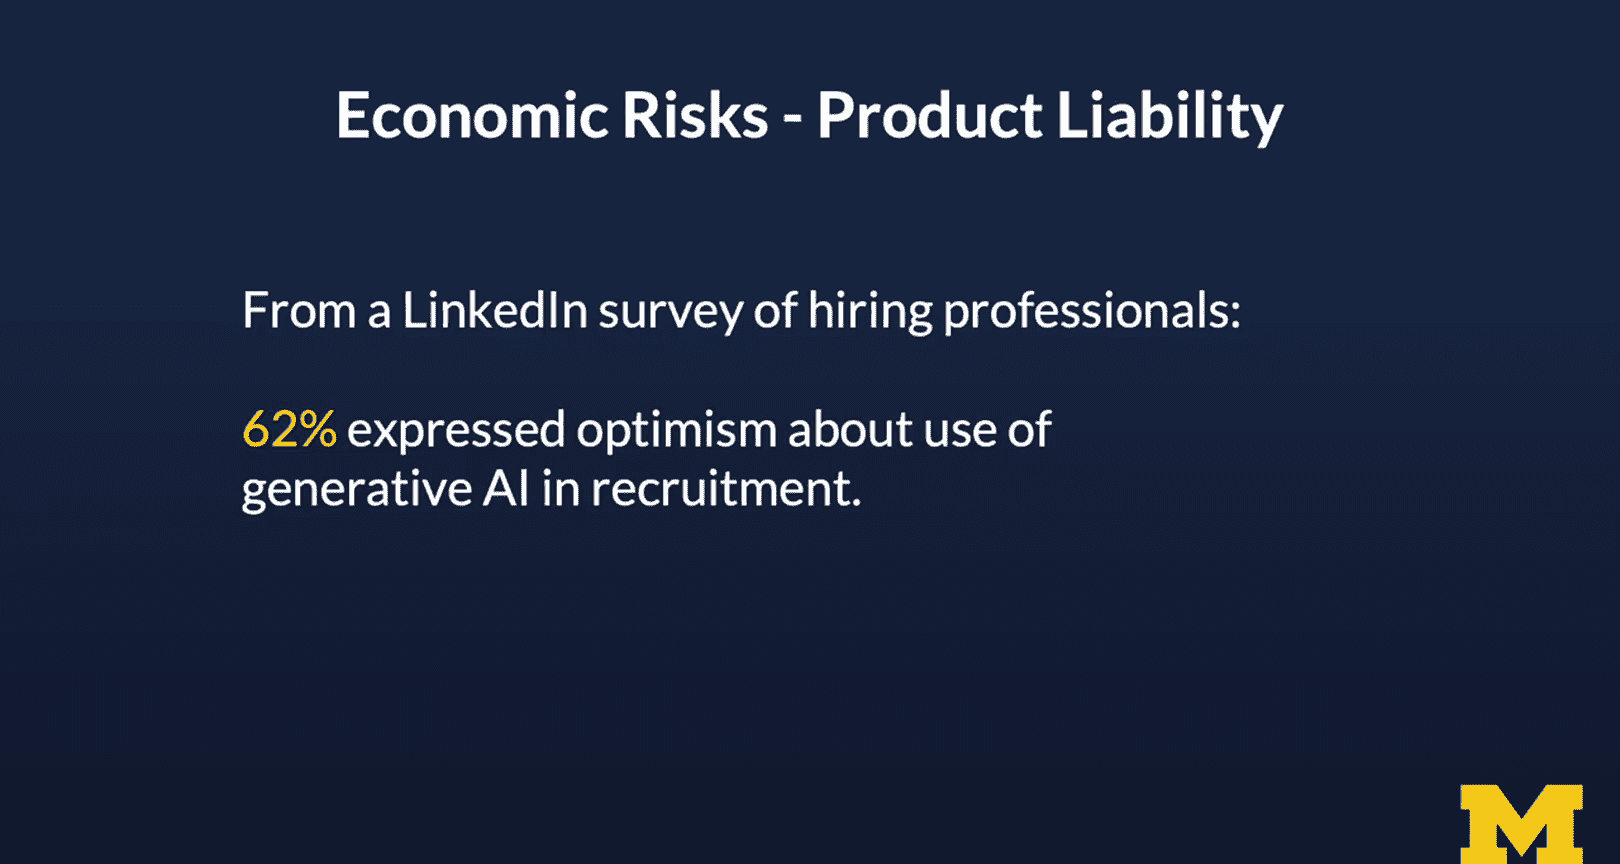 Economic Risks - Product Liability
From a LinkedIn survey of hiring professionals:
62% expressed optimism about use of
generative AI in recruitment.
M